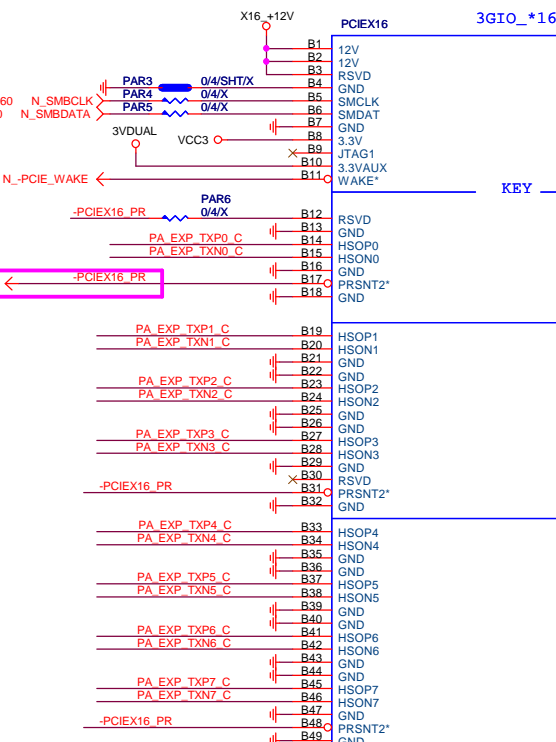 X16_+12V
PCIEX16
3GIO_*16
B1 12V
B2 12V
B3 RSVD
PAR3 0/4/SHT/X B4 GND
60 N_SMBCLK PAR4 0/4/X B5 SMCLK
0 N_SMBDATA PAR5 0/4/X B6 SMDAT
B7 GND
3VDUAL VCC3 B8 3.3V
B9 JTAG1
B10 3.3VAUX
N_-PCIE_WAKE B11 WAKE*
KEY
PAR6
-PCIEX16_PR 0/4/X B12 RSVD
B13 GND
PA_EXP_TXP0_C B14 HSOP0
PA_EXP_TXN0_C B15 HSON0
B16 GND
-PCIEX16_PR B17 PRSNT2*
B18 GND
PA_EXP_TXP1_C B19 HSOP1
PA_EXP_TXN1_C B20 HSON1
B21 GND
B22 GND
PA_EXP_TXP2_C B23 HSOP2
PA_EXP_TXN2_C B24 HSON2
B25 GND
B26 GND
PA_EXP_TXP3_C B27 HSOP3
PA_EXP_TXN3_C B28 HSON3
B29 GND
B30 RSVD
-PCIEX16_PR B31 PRSNT2*
B32 GND
PA_EXP_TXP4_C B33 HSOP4
PA_EXP_TXN4_C B34 HSON4
B35 GND
B36 GND
PA_EXP_TXP5_C B37 HSOP5
PA_EXP_TXN5_C B38 HSON5
B39 GND
B40 GND
PA_EXP_TXP6_C B41 HSOP6
PA_EXP_TXN6_C B42 HSON6
B43 GND
B44 GND
PA_EXP_TXP7_C B45 HSOP7
PA_EXP_TXN7_C B46 HSON7
B47 GND
-PCIEX16_PR B48 PRSNT2*
B49 GND